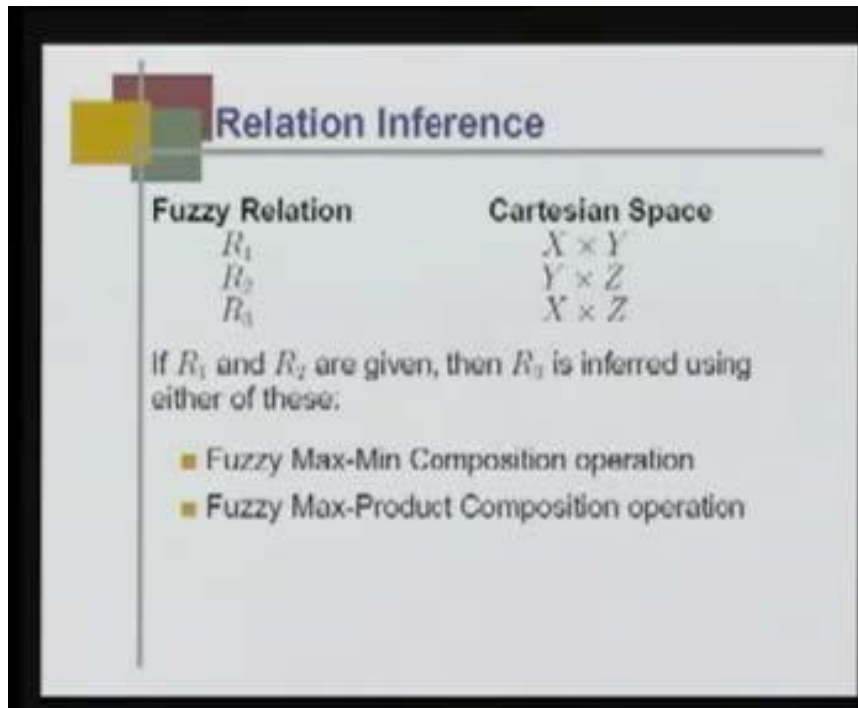 Relation Inference
Fuzzy Relation Cartesian Space
R₁ X × Y
R₂ Y × Z
R₃ X × Z
If R₁ and R₂ are given, then R₃ is inferred using
either of these:
Fuzzy Max-Min Composition operation
Fuzzy Max-Product Composition operation